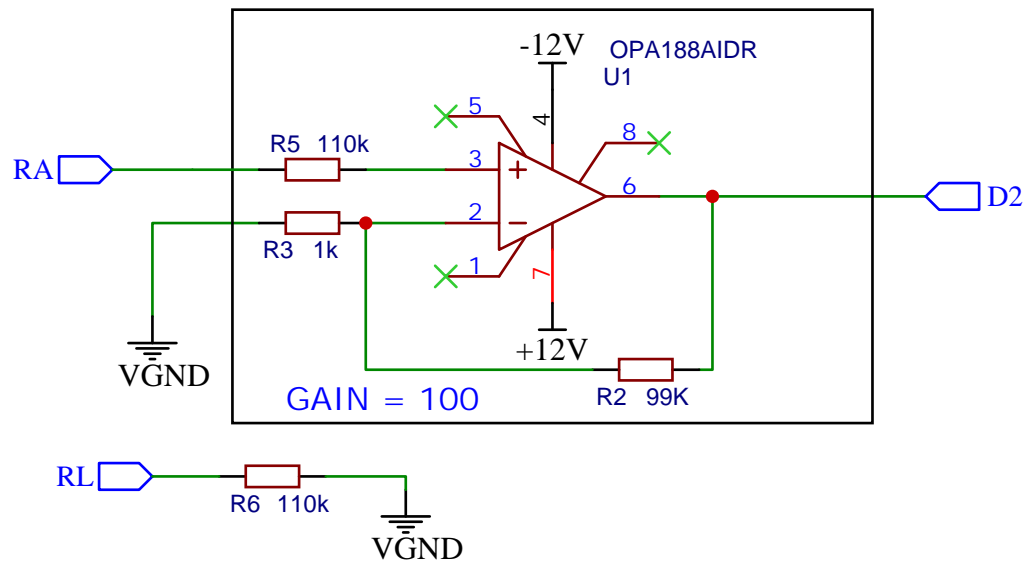 -12V
OPA188AIDR
U1
5
4
8
R5 110k
RA
3
+
6
D2
2
−
R3 1k
1
7
VGND
+12V
GAIN = 100
R2 99K
RL
R6 110k
VGND